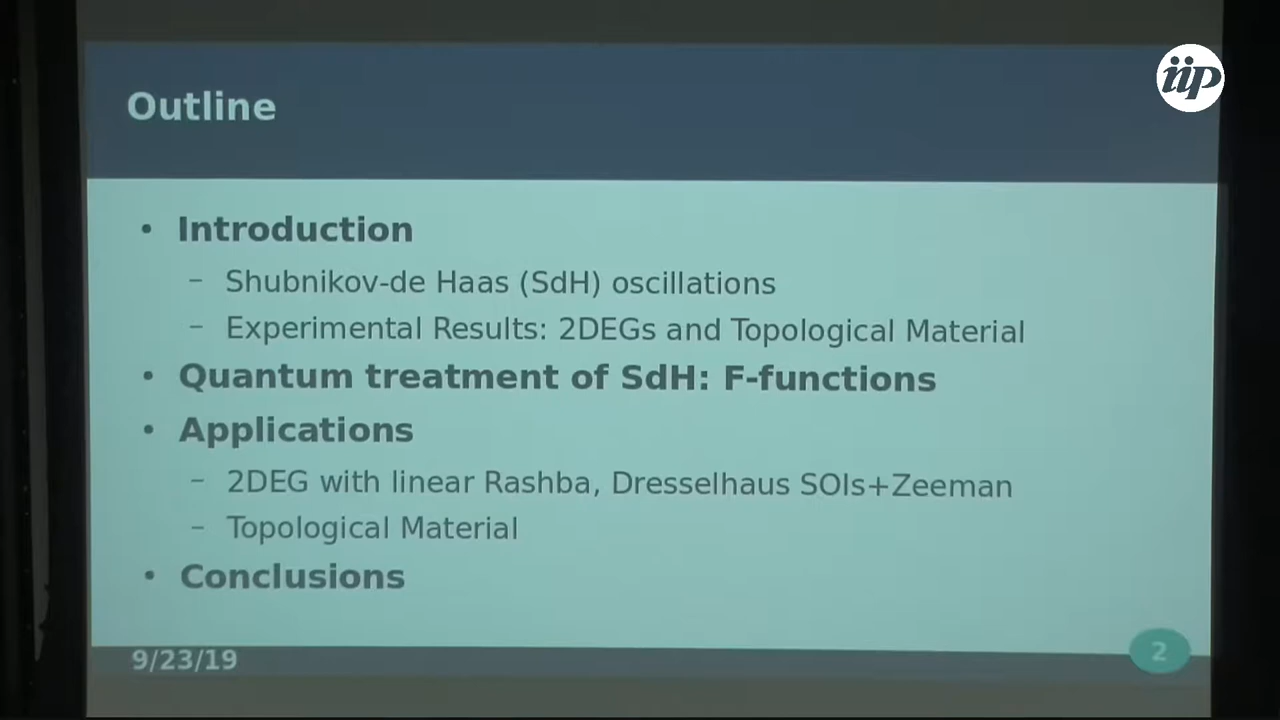 iip
Outline
• Introduction
– Shubnikov-de Haas (SdH) oscillations
– Experimental Results: 2DEGs and Topological Material
• Quantum treatment of SdH: F-functions
• Applications
– 2DEG with linear Rashba, Dresselhaus SOIs+Zeeman
– Topological Material
• Conclusions
9/23/19
2